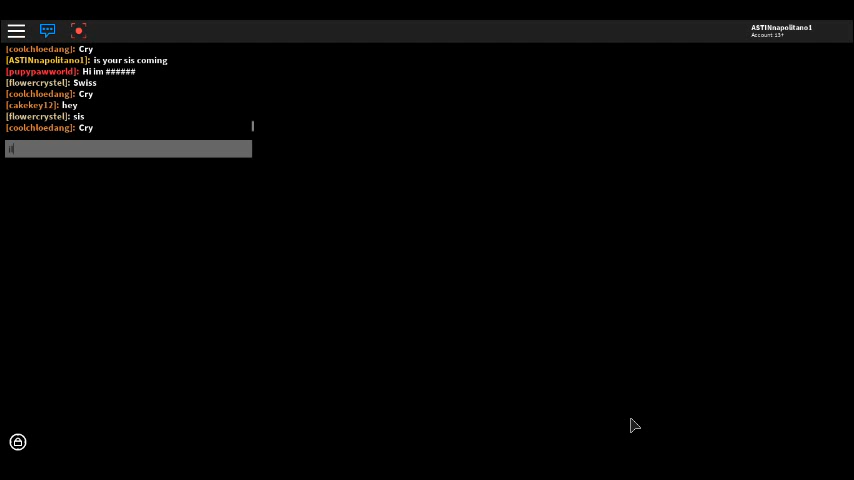 ASTINnapolitano1
Account: 13+
[coolchloedang]: Cry
[ASTINnapolitano1]: is your sis coming
[pupypawworld]: Hi im ######
[flowercrystel]: Swiss
[coolchloedang]: Cry
[cakekey12]: hey
[flowercrystel]: sis
[coolchloedang]: Cry